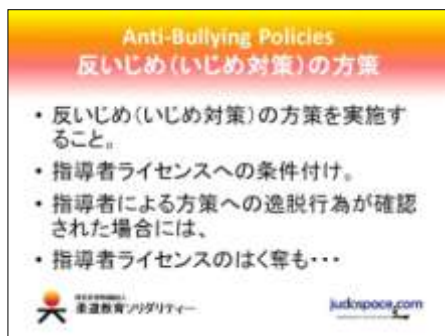 Anti-Bullying Policies
反いじめ(いじめ対策)の方策
• 反いじめ(いじめ対策)の方策を実施す
ること。
• 指導者ライセンスへの条件付け。
• 指導者による方策への逸脱行為が確認
された場合には、
• 指導者ライセンスのはく奪も・・・
柔道教育ソリダリティー
judospace.com